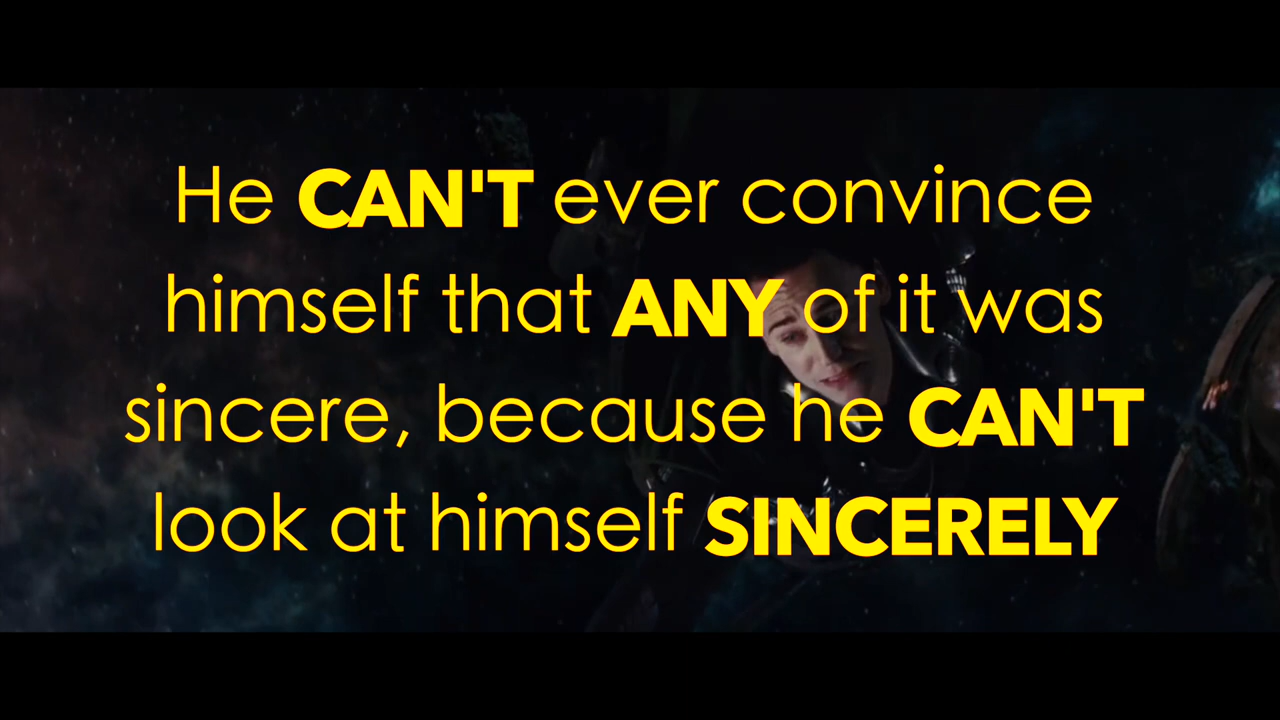 He CAN'T ever convince
himself that ANY of it was
sincere, because he CAN'T
look at himself SINCERELY